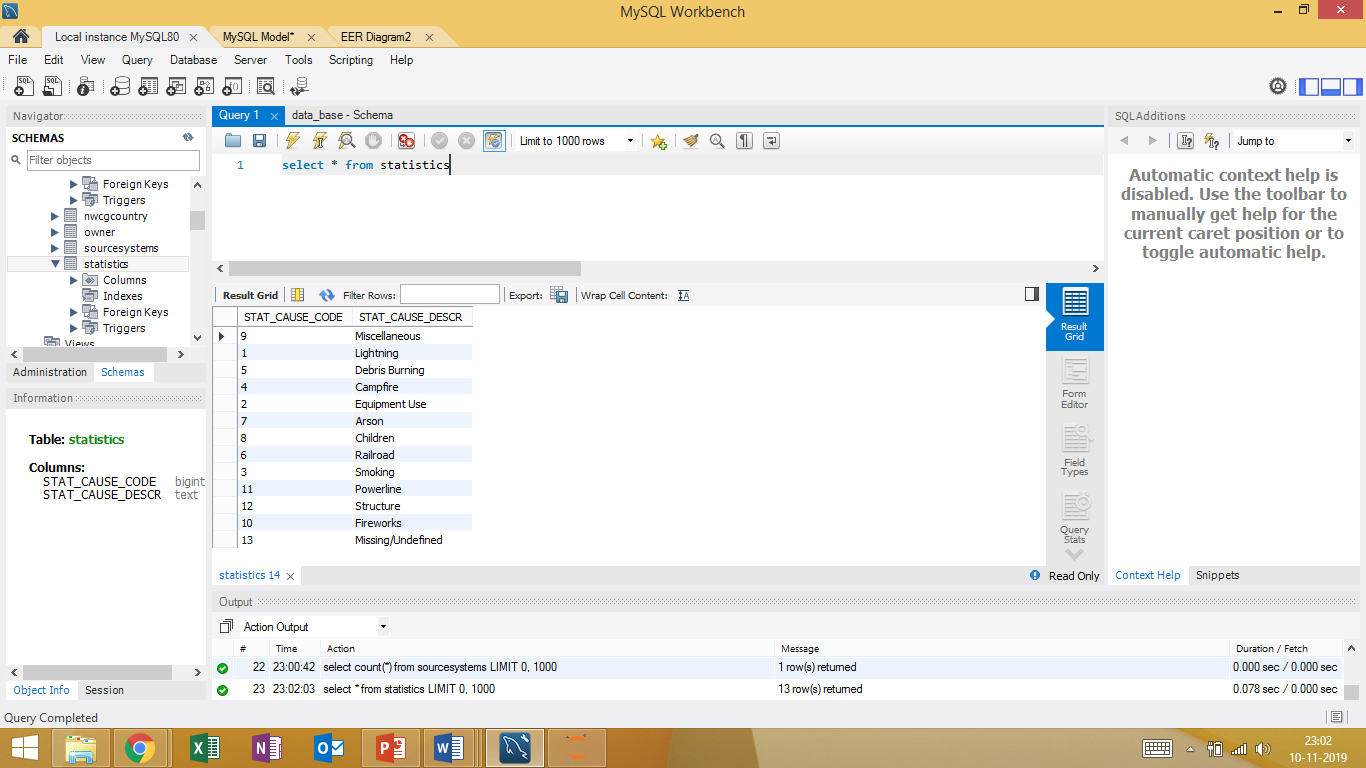 MySQL Workbench
Local instance MySQL80 MySQL Model* EER Diagram2
File Edit View Query Database Server Tools Scripting Help
Navigator
SCHEMAS
Filter objects
Foreign Keys
Triggers
nwcgcountry
owner
sourcesystems
statistics
Columns
Indexes
Foreign Keys
Triggers
Views
Administration Schemas
Information
Table: statistics
Columns:
STAT_CAUSE_CODE bigint
STAT_CAUSE_DESCR text
Object Info Session
Query 1 data_base - Schema
Limit to 1000 rows
1 select * from statistics
Result Grid Filter Rows: Export: Wrap Cell Content:
STAT_CAUSE_CODE STAT_CAUSE_DESCR
9 Miscellaneous
1 Lightning
5 Debris Burning
4 Campfire
2 Equipment Use
7 Arson
8 Children
6 Railroad
3 Smoking
11 Powerline
12 Structure
10 Fireworks
13 Missing/Undefined
Result
Grid
Form
Editor
Field
Types
Query
Stats
statistics 14 Read Only
SQLAdditions
Jump to
Automatic context help is
disabled. Use the toolbar to
manually get help for the
current caret position or to
toggle automatic help.
Context Help Snippets
Output
Action Output
# Time Action Message Duration / Fetch
22 23:00:42 select count(*) from sourcesystems LIMIT 0, 1000 1 row(s) returned 0.000 sec / 0.000 sec
23 23:02:03 select * from statistics LIMIT 0, 1000 13 row(s) returned 0.078 sec / 0.000 sec
Query Completed
23:02
10-11-2019